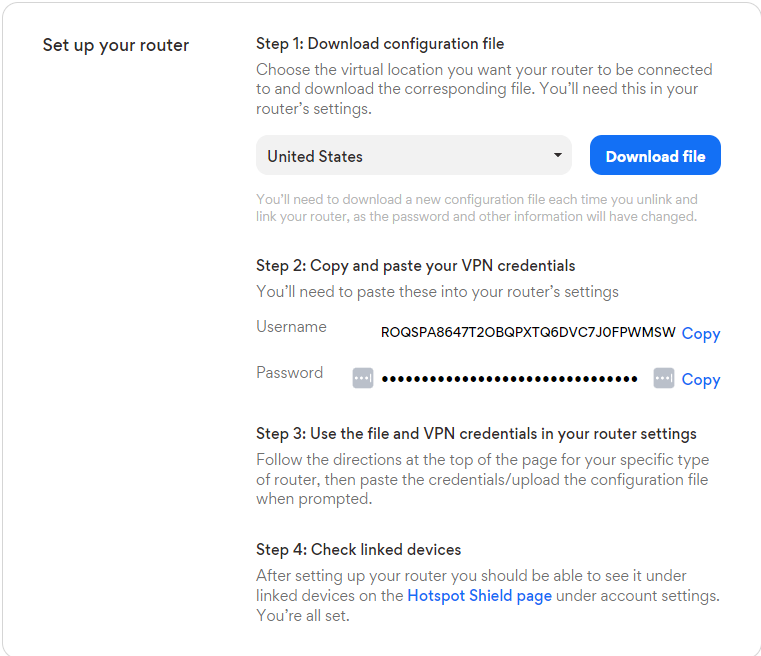 Set up your router
Step 1: Download configuration file
Choose the virtual location you want your router to be connected
to and download the corresponding file. You'll need this in your
router's settings.
United States
Download file
You'll need to download a new configuration file each time you unlink and
link your router, as the password and other information will have changed.
Step 2: Copy and paste your VPN credentials
You'll need to paste these into your router's settings
Username
ROQSPA8647T2OBQPXTQ6DVC7J0FPWMSW Copy
Password
•••••••••••••••••••••••••••••••• Copy
Step 3: Use the file and VPN credentials in your router settings
Follow the directions at the top of the page for your specific type
of router, then paste the credentials/upload the configuration file
when prompted.
Step 4: Check linked devices
After setting up your router you should be able to see it under
linked devices on the Hotspot Shield page under account settings.
You're all set.